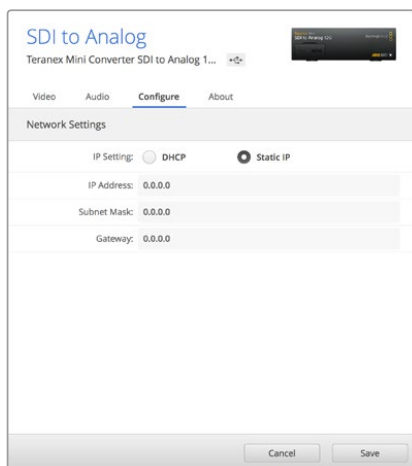 SDI to Analog
Teranex Mini Converter SDI to Analog 1...
Video Audio Configure About
Network Settings
IP Setting: DHCP Static IP
IP Address: 0.0.0.0
Subnet Mask: 0.0.0.0
Gateway: 0.0.0.0
Cancel Save